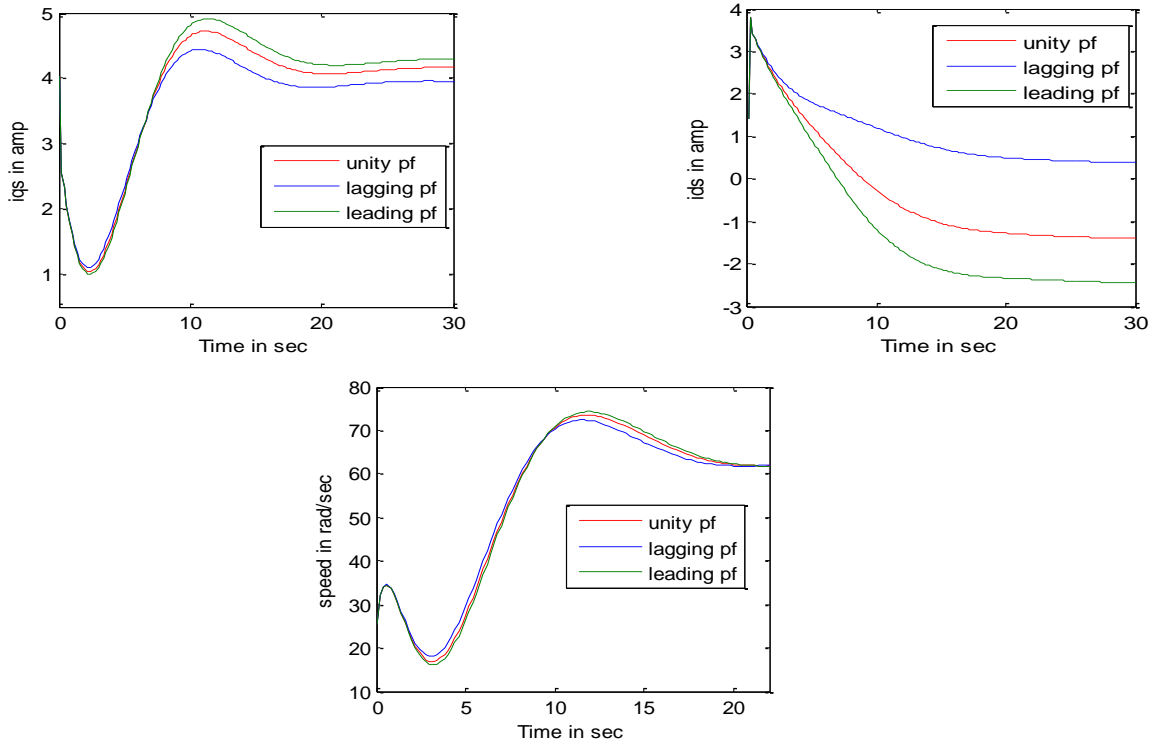 5
4
3
2
1
iqs in amp
unity pf
lagging pf
leading pf
0
10
20
30
Time in sec
4
3
2
1
0
-1
-2
-3
ids in amp
unity pf
lagging pf
leading pf
0
10
20
30
Time in sec
80
70
60
50
40
30
20
10
speed in rad/sec
unity pf
lagging pf
leading pf
0
5
10
15
20
Time in sec